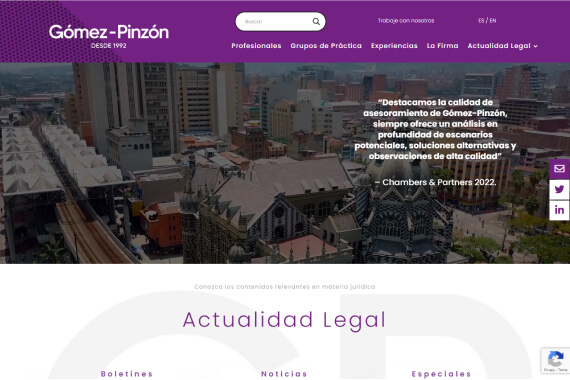 Buscar
Trabaje con nosotros
ES / EN
Gómez-Pinzón
DESDE 1992
Profesionales Grupos de Práctica Experiencias La Firma Actualidad Legal
“Destacamos la calidad de
asesoramiento de Gómez-Pinzón,
siempre ofrece un análisis en
profundidad de escenarios
potenciales, soluciones alternativas y
observaciones de alta calidad”
– Chambers & Partners 2022.
Conozca los contenidos relevantes en materia jurídica
Actualidad Legal
Boletines Noticias Especiales
Privacy - Terms